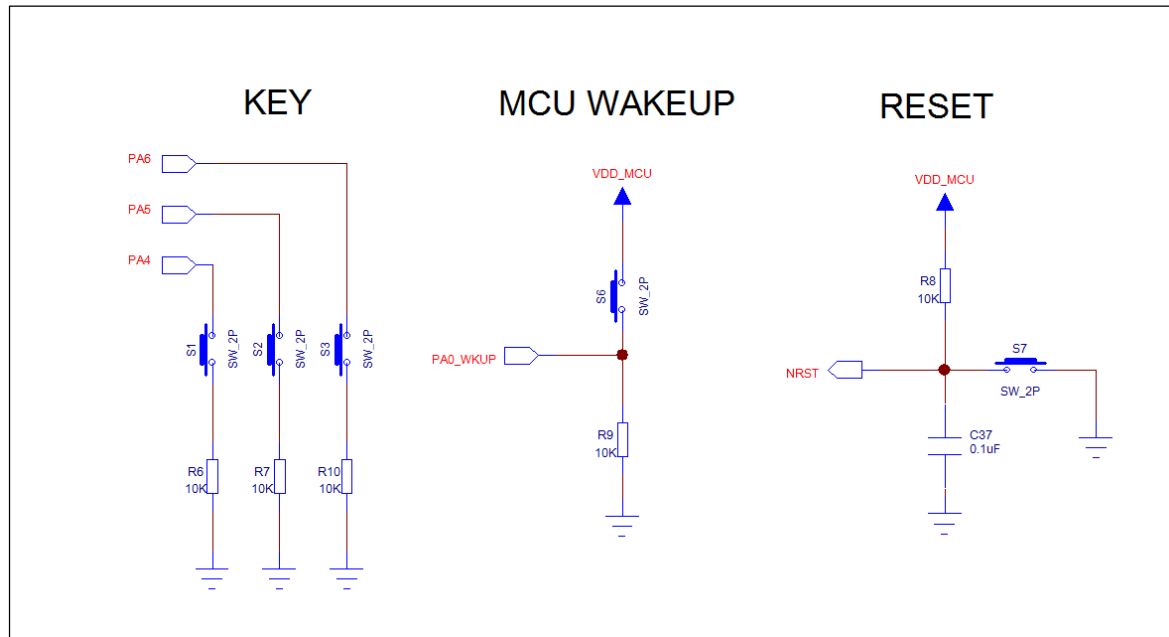 KEY
PA6
PA5
PA4
S1
SW_2P
S2
SW_2P
S3
SW_2P
R6
10K
R7
10K
R10
10K
MCU WAKEUP
VDD_MCU
S6
SW_2P
PA0_WKUP
R9
10K
RESET
VDD_MCU
R8
10K
S7
SW_2P
NRST
C37
0.1uF